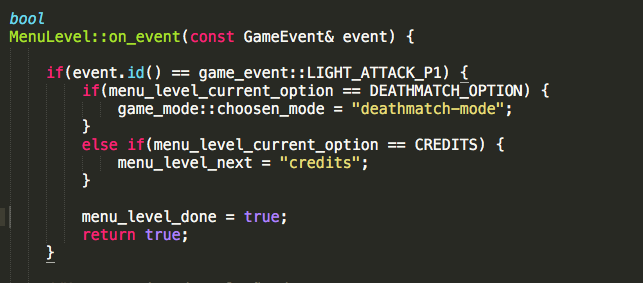 bool
MenuLevel::on_event(const GameEvent& event) {
if(event.id() == game_event::LIGHT_ATTACK_P1) {
if(menu_level_current_option == DEATHMATCH_OPTION) {
game_mode::choosen_mode = "deathmatch-mode";
}
else if(menu_level_current_option == CREDITS) {
menu_level_next = "credits";
}
menu_level_done = true;
return true;
}